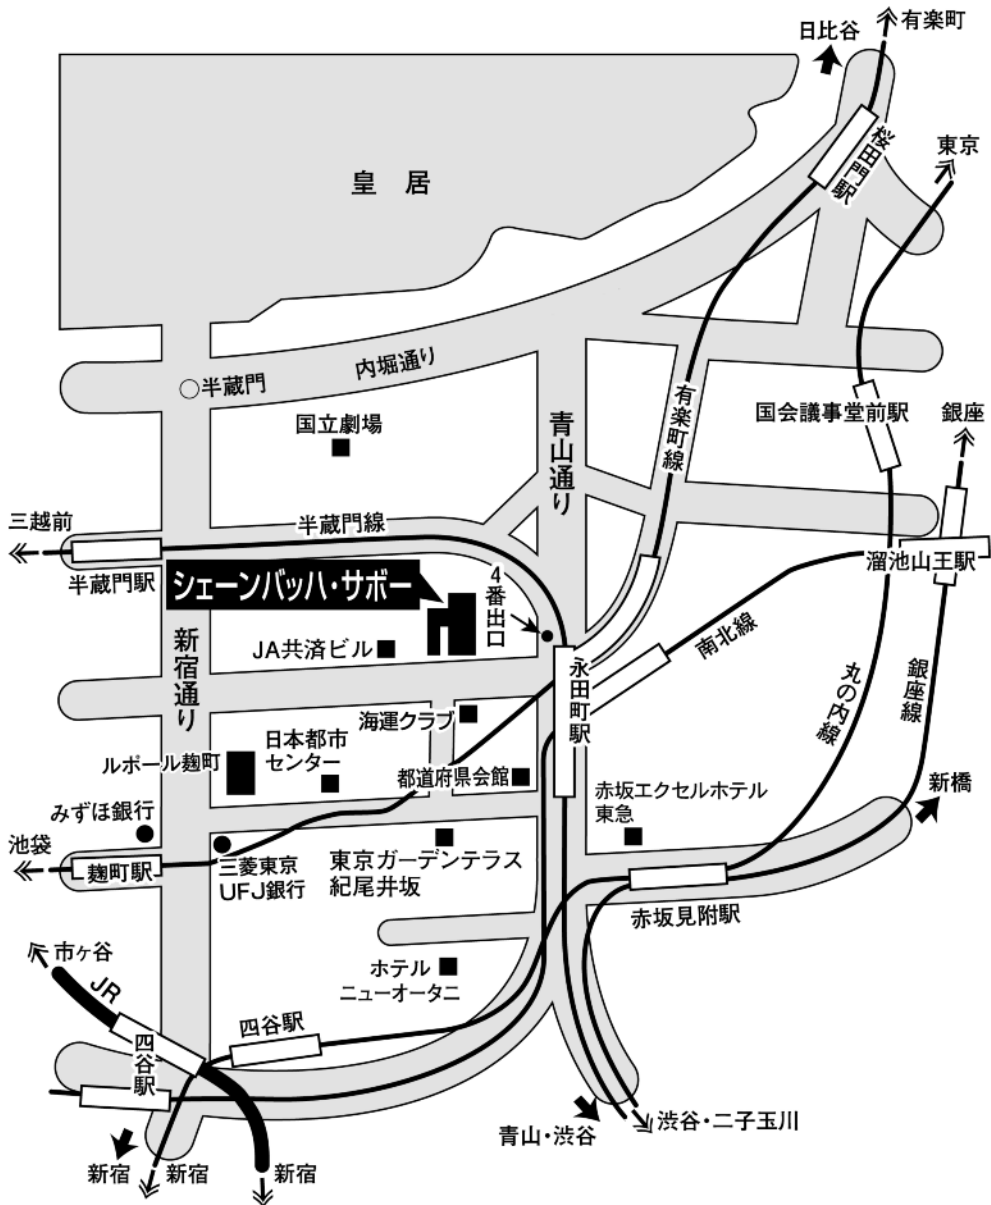 有楽町
日比谷
桜田門駅
東京
皇居
内堀通り
半蔵門
国立劇場
青山通り
有楽町線
国会議事堂前駅
銀座
三越前
半蔵門線
半蔵門駅
シェーンバッハ・サボー
4番出口
溜池山王駅
新宿通り
JA共済ビル
永田町駅
南北線
丸の内線
銀座線
海運クラブ
ルポール麹町
日本都市
センター
都道府県会館
赤坂エクセルホテル
東急
新橋
みずほ銀行
池袋
麹町駅
三菱東京
UFJ銀行
東京ガーデンテラス
紀尾井坂
赤坂見附駅
市ヶ谷
JR
ホテル
ニューオータニ
四谷駅
四谷駅
青山・渋谷
渋谷・二子玉川
新宿
新宿
新宿